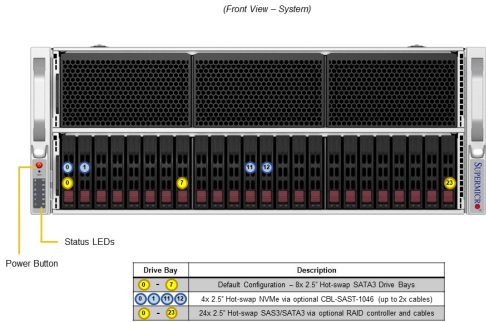 (Front View – System)
0 1 11 12
0 7 23
SUPERMICR
Status LEDs
Power Button
Drive Bay Description
0 - 7 Default Configuration – 8x 2.5" Hot-swap SATA3 Drive Bays
0 1 11 12 4x 2.5" Hot-swap NVMe via optional CBL-SAST-1046 (up to 2x cables)
0 - 23 24x 2.5" Hot-swap SAS3/SATA3 via optional RAID controller and cables